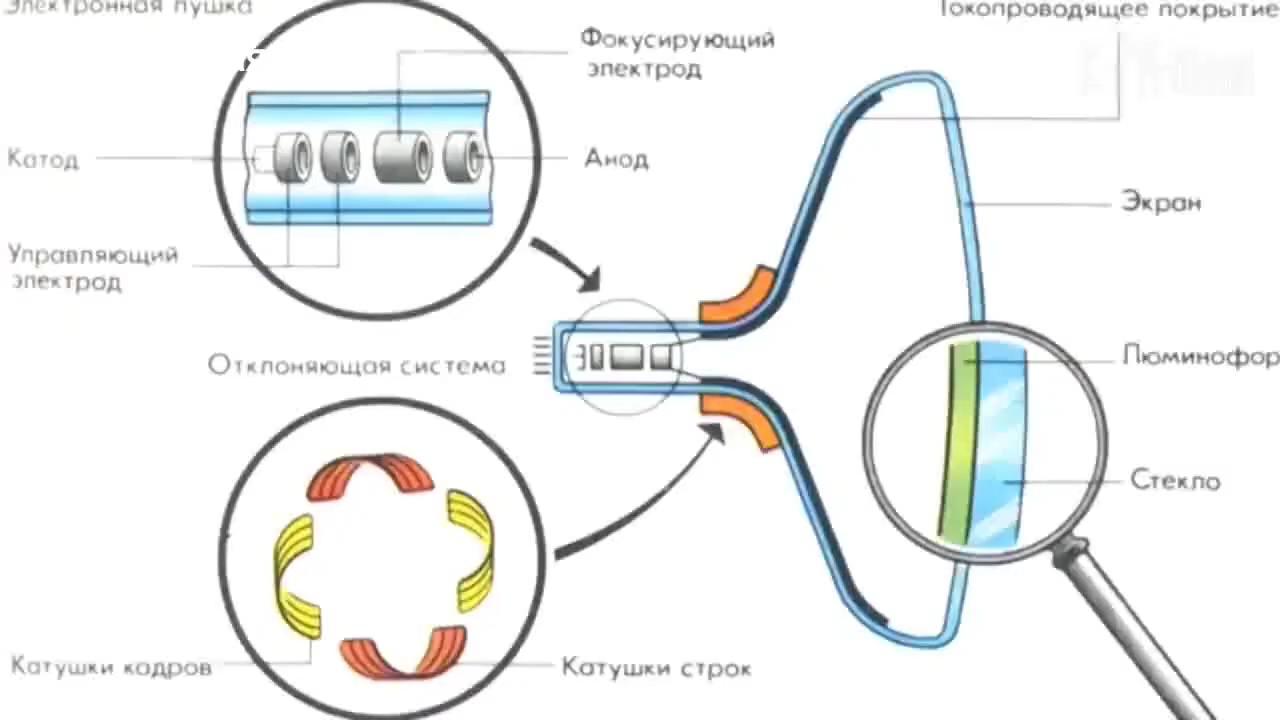 Электронная пушка
Токопроводящее покрытие
Фокусирующий
электрод
Катод
Анод
Экран
Управляющий
электрод
Отклоняющая система
Люминофор
Стекло
Катушки кадров
Катушки строк